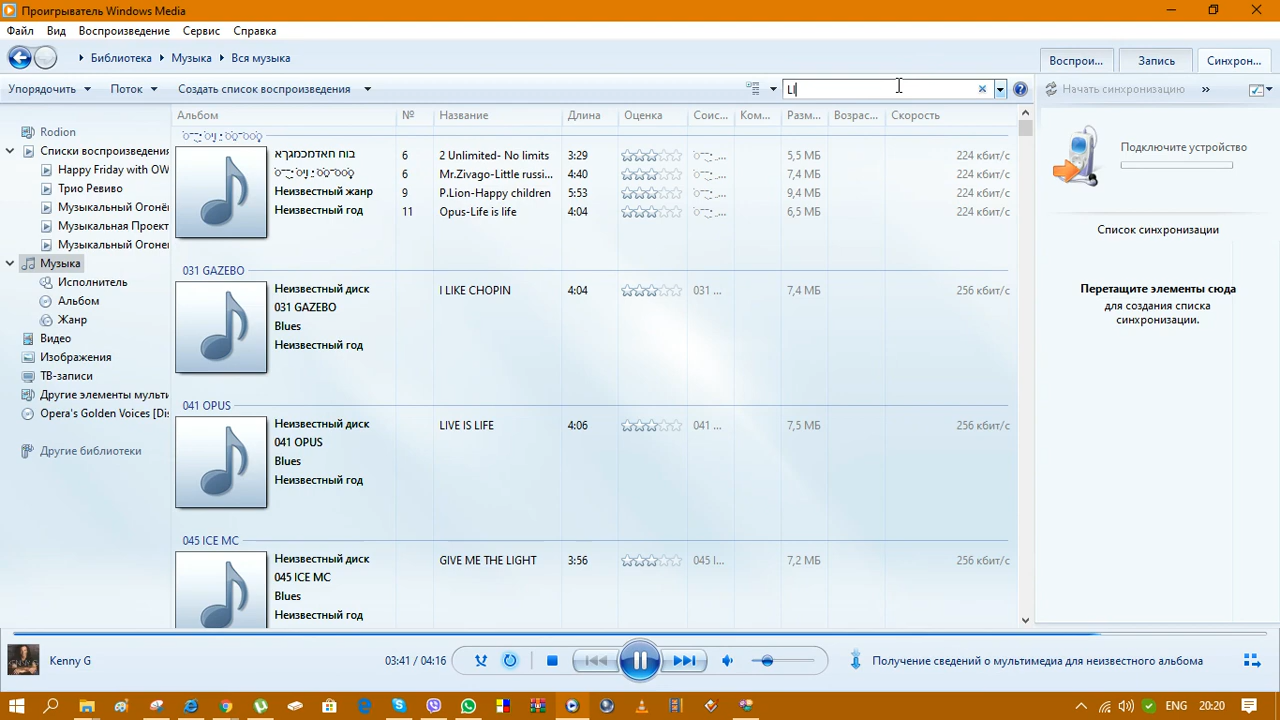 Проигрыватель Windows Media
Файл Вид Воспроизведение Сервис Справка
Библиотека Музыка Вся музыка
Воспрои... Запись Синхрон...
Упорядочить Поток Создать список воспроизведения
LI
Начать синхронизацию »
Альбом № Название Длина Оценка Соис... Ком... Разм... Возрас... Скорость
Rodion
Списки воспроизведения
Happy Friday with OW
Трио Ревиво
Музыкальный Огонё
Музыкальная Проект
Музыкальный Огонек
Музыка
Исполнитель
Альбом
Жанр
Видео
Изображения
ТВ-записи
Другие элементы мульти
Opera's Golden Voices [Dis
Другие библиотеки
6 2 Unlimited- No limits 3:29 5,5 МБ 224 кбит/с
6 Mr.Zivago-Little russi... 4:40 7,4 МБ 224 кбит/с
Неизвестный жанр 9 P.Lion-Happy children 5:53 9,4 МБ 224 кбит/с
Неизвестный год 11 Opus-Life is life 4:04 6,5 МБ 224 кбит/с
031 GAZEBO
Неизвестный диск I LIKE CHOPIN 4:04 031 ... 7,4 МБ 256 кбит/с
031 GAZEBO
Blues
Неизвестный год
041 OPUS
Неизвестный диск LIVE IS LIFE 4:06 041 ... 7,5 МБ 256 кбит/с
041 OPUS
Blues
Неизвестный год
045 ICE MC
Неизвестный диск GIVE ME THE LIGHT 3:56 045 I... 7,2 МБ 256 кбит/с
045 ICE MC
Blues
Неизвестный год
Подключите устройство
Список синхронизации
Перетащите элементы сюда
для создания списка
синхронизации.
Kenny G 03:41 / 04:16 Получение сведений о мультимедиа для неизвестного альбома
ENG 20:20